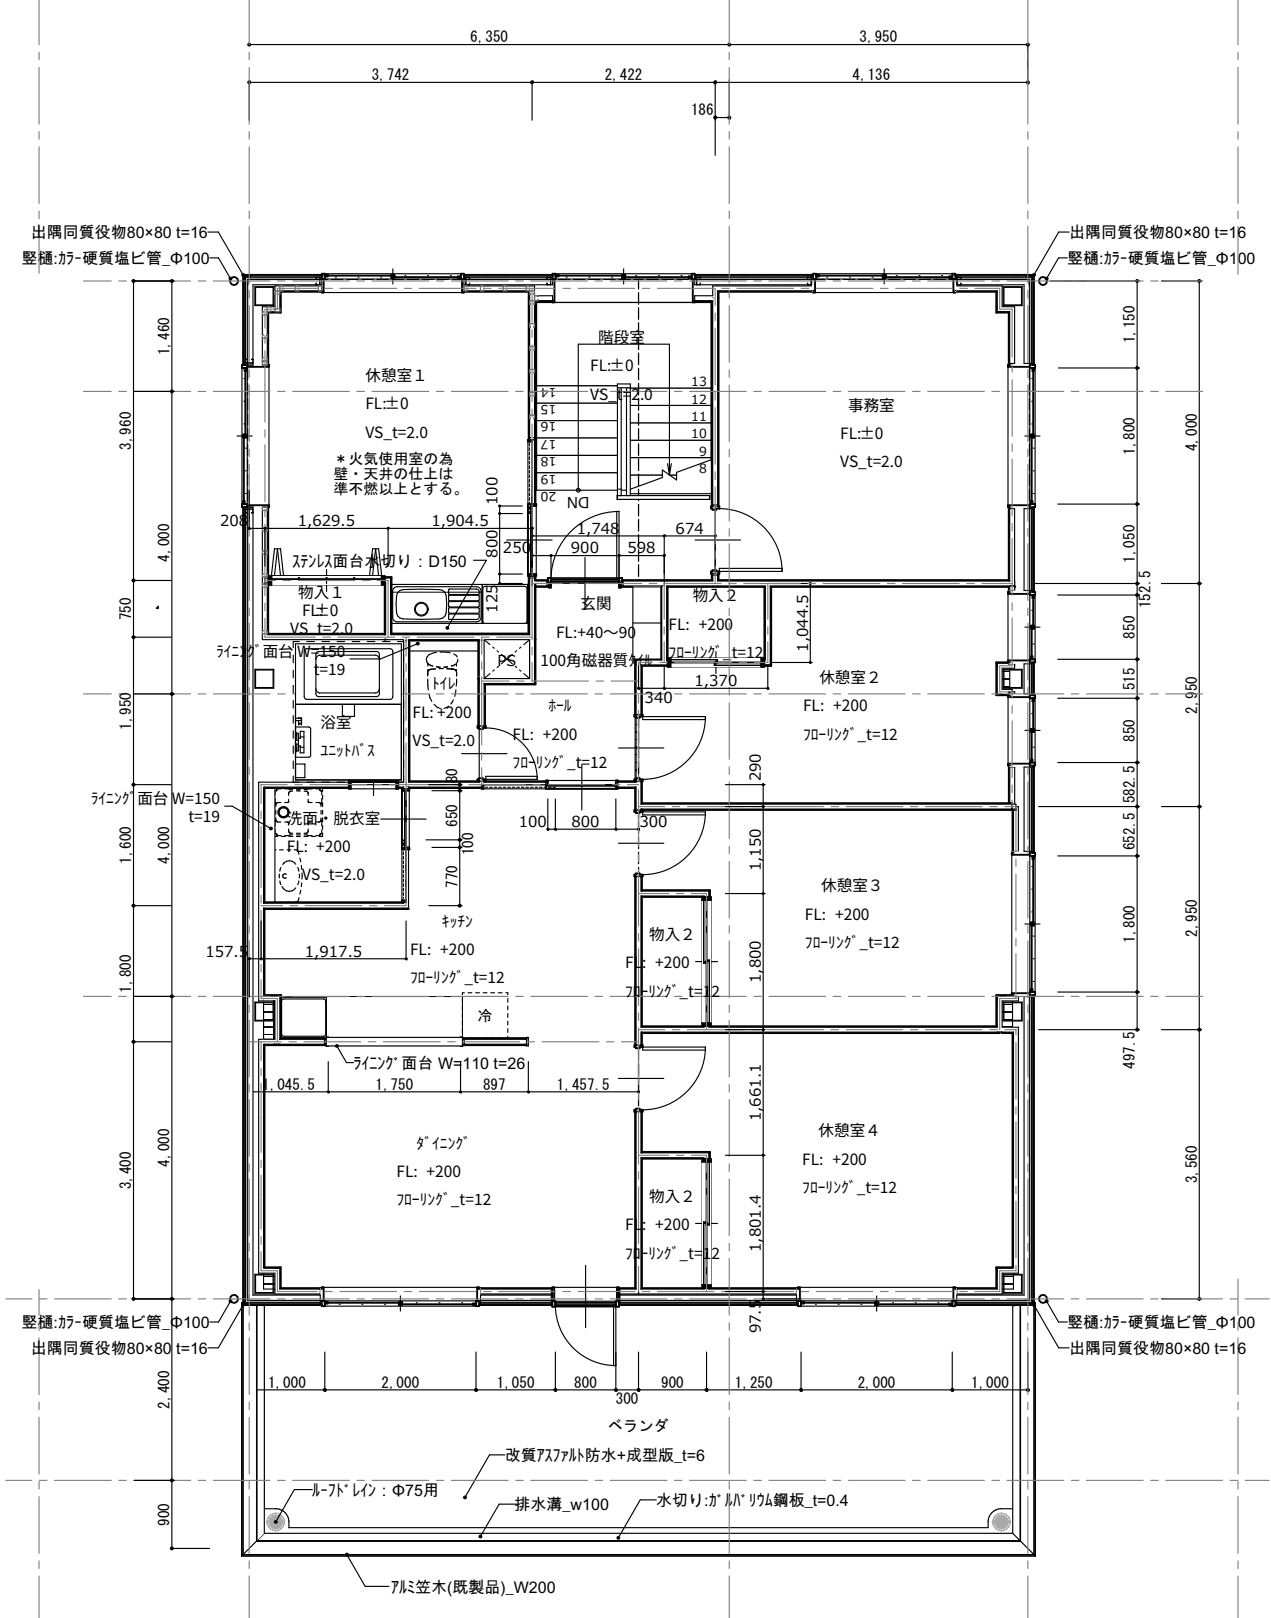 6,350
3,950
3,742
2,422
4,136
186
出隅同質役物80×80 t=16
竪樋:ｶﾗｰ硬質塩ビ管_Φ100
出隅同質役物80×80 t=16
竪樋:ｶﾗｰ硬質塩ビ管_Φ100
1,460
3,960
4,000
750
1,950
1,600
4,000
1,800
3,400
4,000
2,400
900
1,150
1,800
4,000
1,050
152.5
850
515
2,950
850
582.5
652.5
1,800
2,950
497.5
3,560
休憩室１
FL:±0
VS_t=2.0
＊火気使用室の為
壁・天井の仕上は
準不燃以上とする。
階段室
FL:±0
VS_t=2.0
13
12
11
10
9
8
14
15
16
17
18
19
20
DN
事務室
FL:±0
VS_t=2.0
208
1,629.5
1,904.5
100
800
125
250
1,748
674
900
598
ｽﾃﾝﾚｽ面台水切り：D150
物入１
FL:±0
VS_t=2.0
ﾗｲﾆﾝｸﾞ面台 W=150
t=19
玄関
FL:+40～90
100角磁器質ﾀｲﾙ
物入２
FL: +200
ﾌﾛｰﾘﾝｸﾞ_t=12
1,044.5
1,370
340
PS
ﾄｲﾚ
FL: +200
VS_t=2.0
浴室
ﾕﾆｯﾄﾊﾞｽ
ﾎｰﾙ
FL: +200
ﾌﾛｰﾘﾝｸﾞ_t=12
休憩室２
FL: +200
ﾌﾛｰﾘﾝｸﾞ_t=12
290
ﾗｲﾆﾝｸﾞ面台 W=150
t=19
洗面・脱衣室
FL: +200
VS_t=2.0
80
650
100
770
100
800
300
1,150
157.5
1,917.5
ｷｯﾁﾝ
FL: +200
ﾌﾛｰﾘﾝｸﾞ_t=12
休憩室３
FL: +200
ﾌﾛｰﾘﾝｸﾞ_t=12
物入２
FL: +200
ﾌﾛｰﾘﾝｸﾞ_t=12
1,800
冷
ﾗｲﾆﾝｸﾞ面台 W=110 t=26
1,045.5
1,750
897
1,457.5
1,661.1
ﾀﾞｲﾆﾝｸﾞ
FL: +200
ﾌﾛｰﾘﾝｸﾞ_t=12
休憩室４
FL: +200
ﾌﾛｰﾘﾝｸﾞ_t=12
物入２
FL: +200
ﾌﾛｰﾘﾝｸﾞ_t=12
1,801.4
竪樋:ｶﾗｰ硬質塩ビ管_Φ100
出隅同質役物80×80 t=16
竪樋:ｶﾗｰ硬質塩ビ管_Φ100
出隅同質役物80×80 t=16
1,000
2,000
1,050
800
300
900
1,250
2,000
1,000
ベランダ
改質ｱｽﾌｧﾙﾄ防水+成型版_t=6
ﾙｰﾌﾄﾞﾚｲﾝ：Φ75用
排水溝_w100
水切り:ｶﾞﾙﾊﾞﾘｳﾑ鋼板_t=0.4
ｱﾙﾐ笠木(既製品)_W200